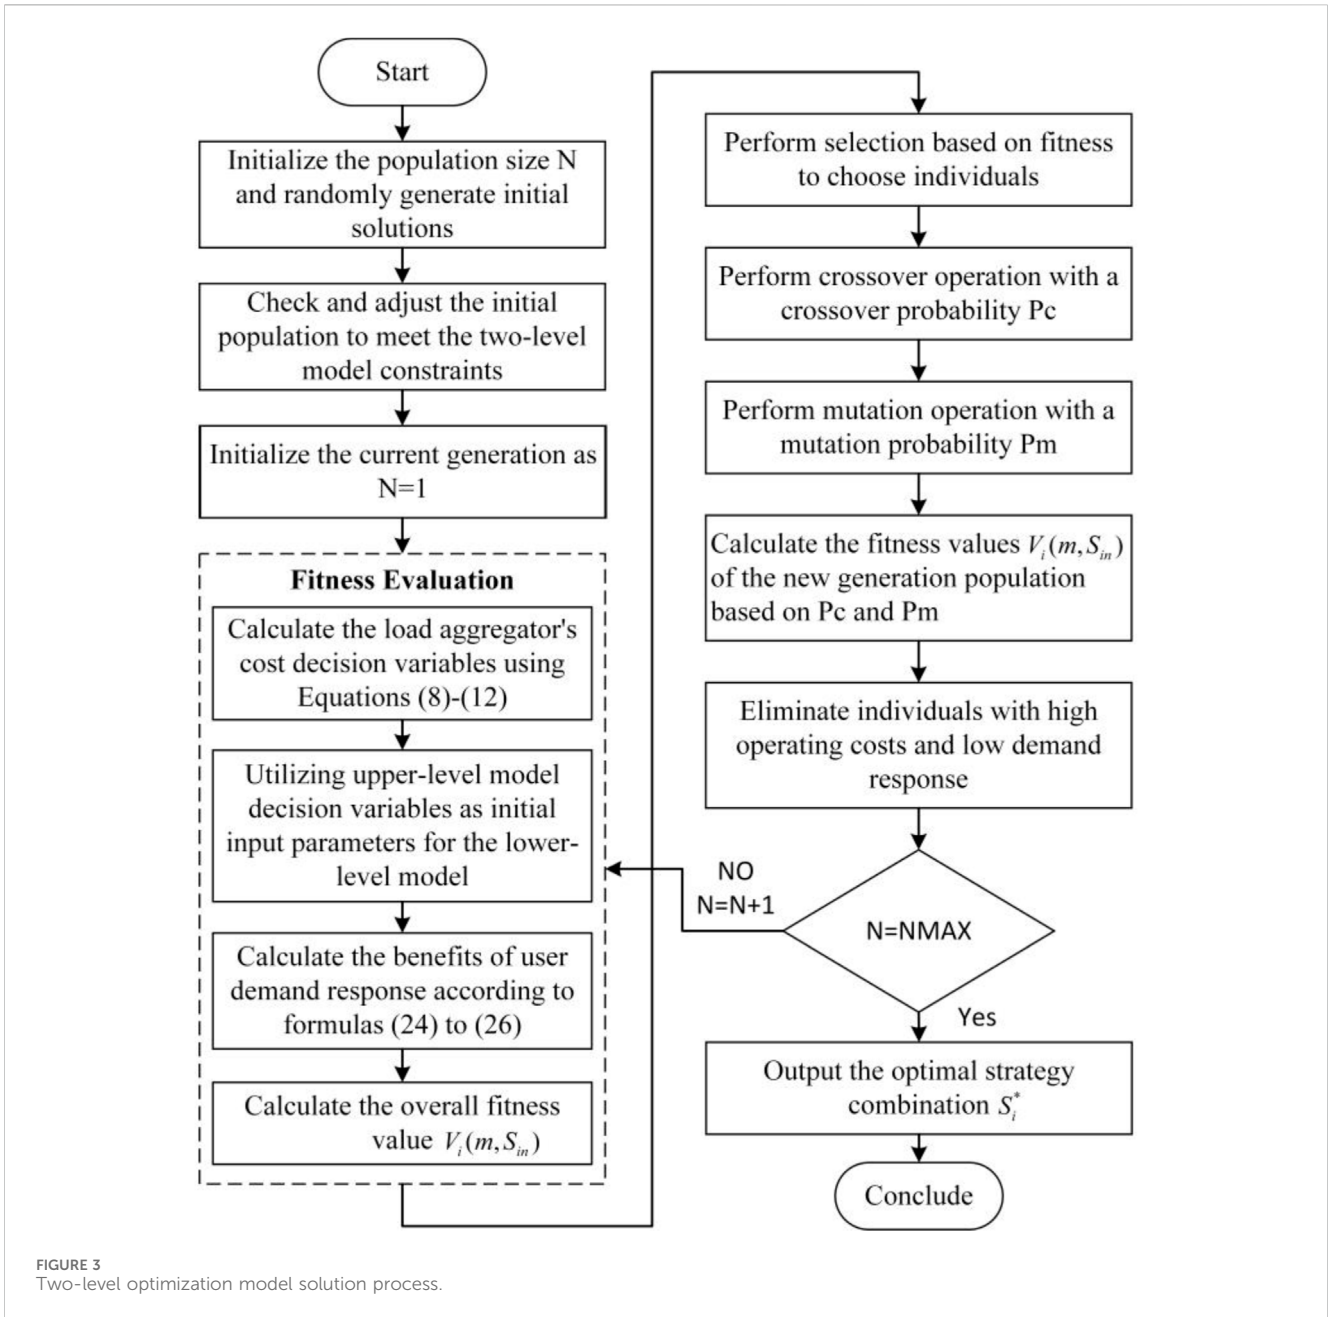 Start
Initialize the population size N
and randomly generate initial
solutions
Check and adjust the initial
population to meet the two-level
model constraints
Initialize the current generation as
N=1
Fitness Evaluation
Calculate the load aggregator's
cost decision variables using
Equations (8)-(12)
Utilizing upper-level model
decision variables as initial
input parameters for the lower-
level model
Calculate the benefits of user
demand response according to
formulas (24) to (26)
Calculate the overall fitness
value V_i(m, S_in)
Perform selection based on fitness
to choose individuals
Perform crossover operation with a
crossover probability Pc
Perform mutation operation with a
mutation probability Pm
Calculate the fitness values V_i(m, S_in)
of the new generation population
based on Pc and Pm
Eliminate individuals with high
operating costs and low demand
response
NO
N=N+1
N=NMAX
Yes
Output the optimal strategy
combination S_i^*
Conclude
FIGURE 3
Two-level optimization model solution process.